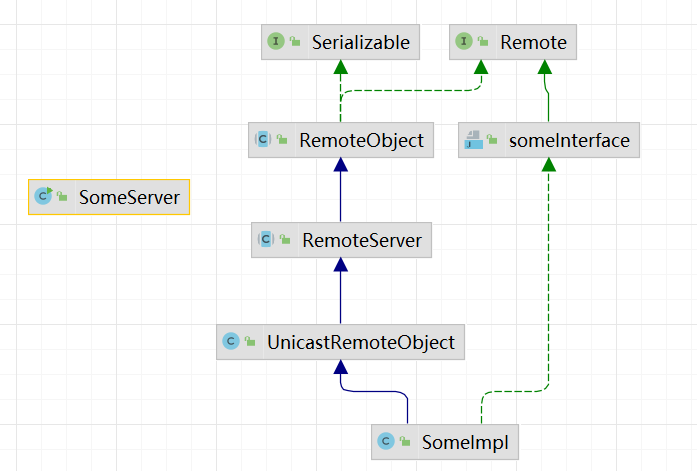 I Serializable
I Remote
C RemoteObject
J someInterface
C SomeServer
C RemoteServer
C UnicastRemoteObject
C SomeImpl